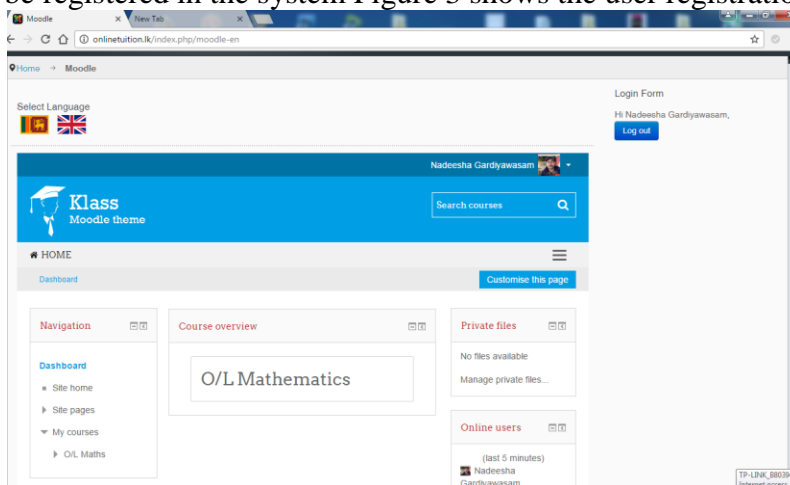 be registered in the system Figure 3 shows the user registration
Moodle
New Tab
onlinetuition.lk/index.php/moodle-en
Home → Moodle
Select Language
Login Form
Hi Nadeesha Gardiyawasam,
Log out
Nadeesha Gardiyawasam
Klass
Moodle theme
Search courses
HOME
Dashboard
Customise this page
Navigation
Dashboard
Site home
Site pages
My courses
O/L Maths
Course overview
O/L Mathematics
Private files
No files available
Manage private files...
Online users
(last 5 minutes)
Nadeesha
Gardiyawasam
Internet access